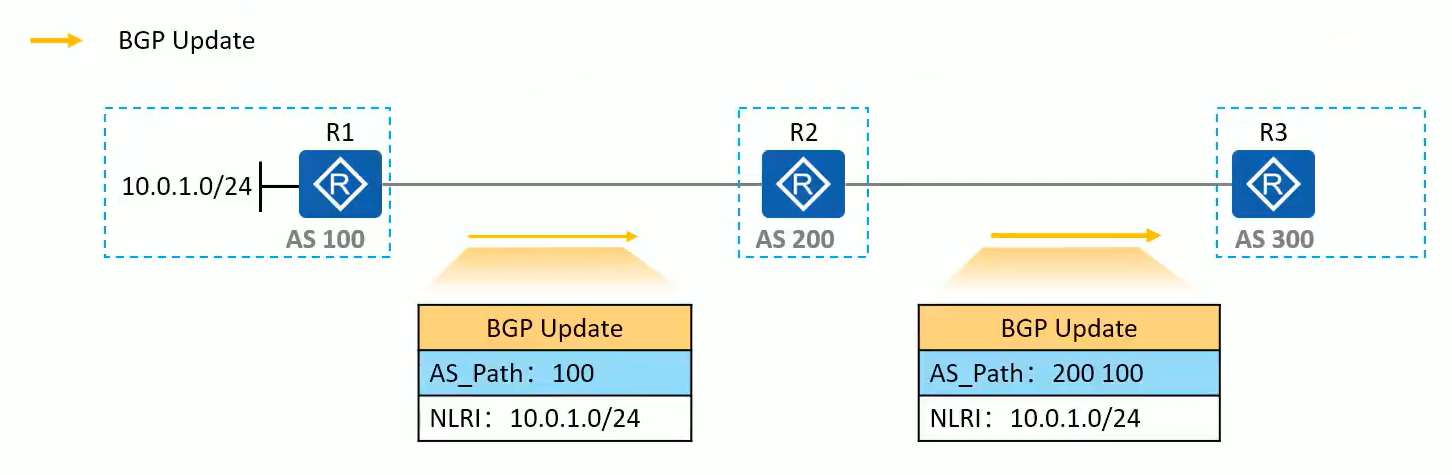 BGP Update
R1
R2
R3
10.0.1.0/24
R
R
R
AS 100
AS 200
AS 300
BGP Update
AS_Path：100
NLRI：10.0.1.0/24
BGP Update
AS_Path：200 100
NLRI：10.0.1.0/24